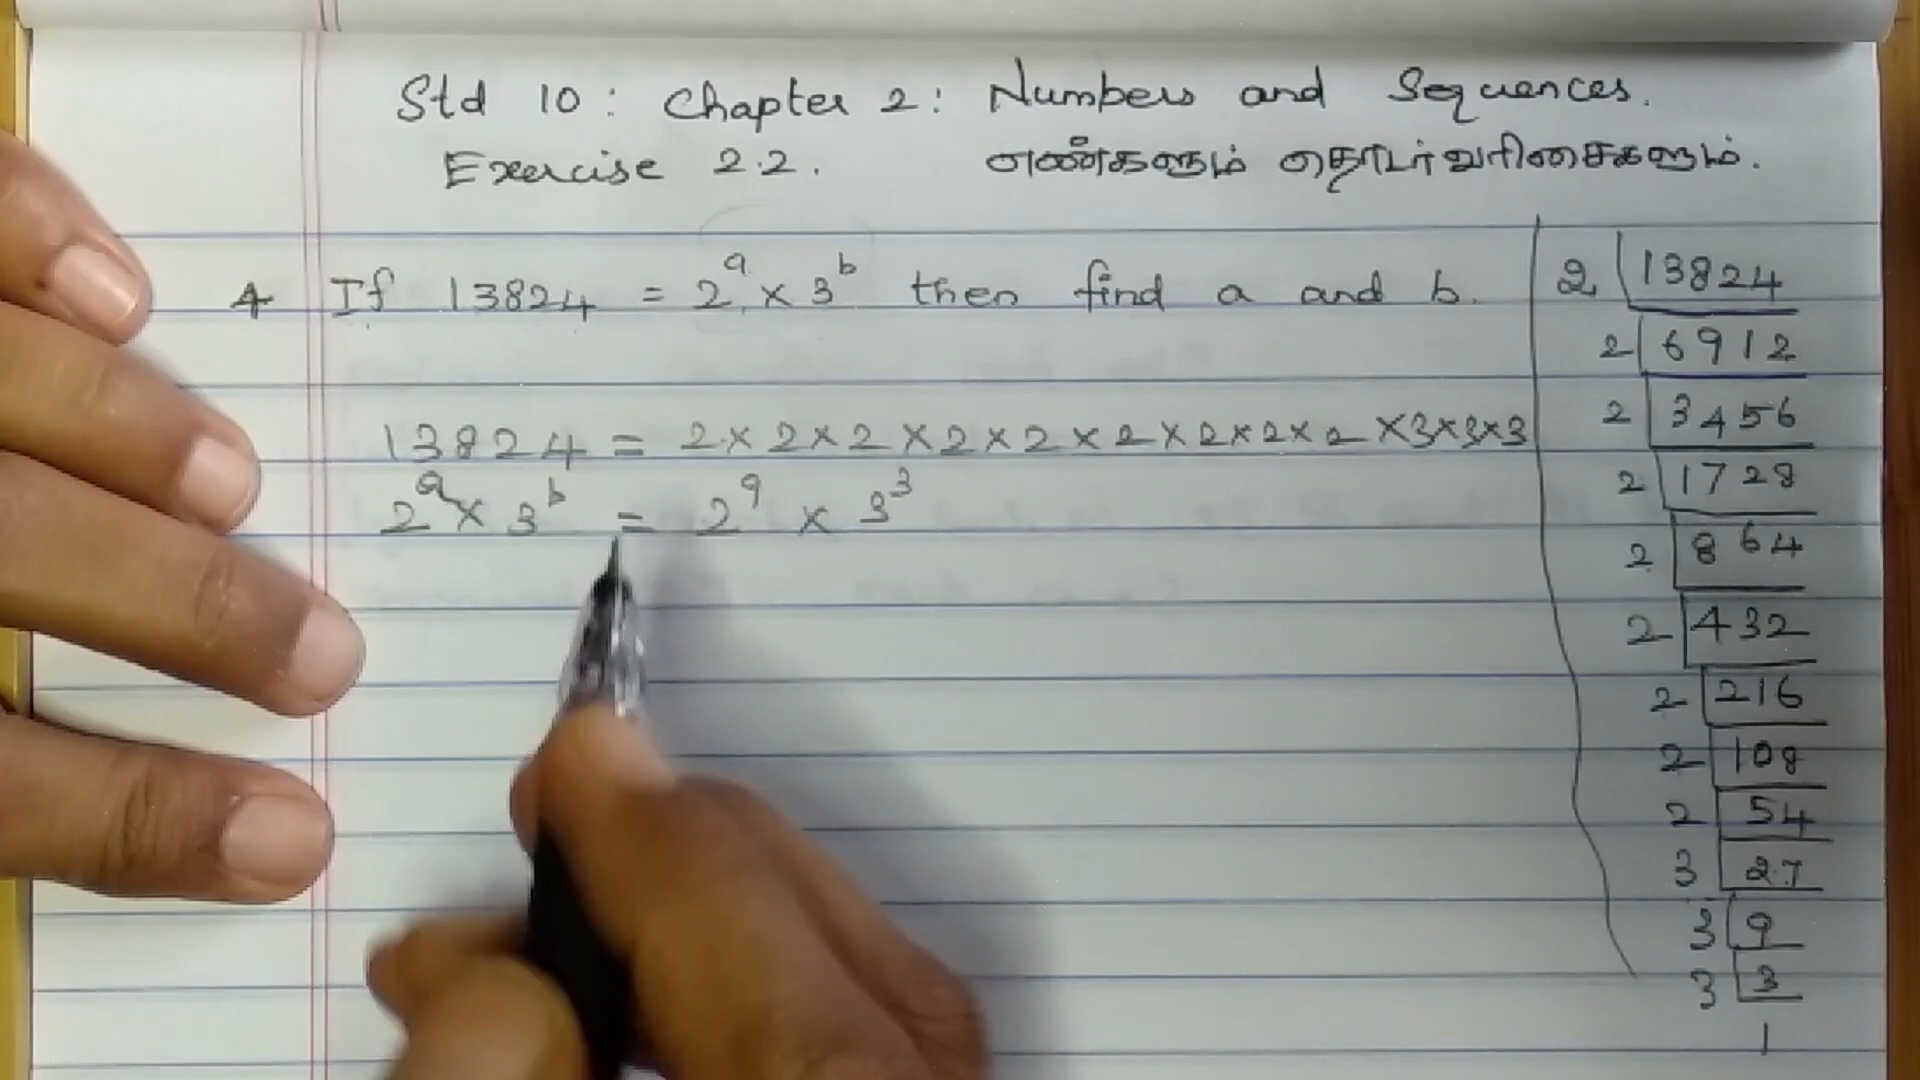 Std 10 : Chapter 2 : Numbers and Sequences.
Exercise 2.2. எண்களும் தொடர்வரிசைகளும்.
4 If 13824 = 2^a × 3^b then find a and b.
13824 = 2 × 2 × 2 × 2 × 2 × 2 × 2 × 2 × 2 × 3 × 3 × 3
2^a × 3^b = 2^9 × 3^3
2 | 13824
2 | 6912
2 | 3456
2 | 1728
2 | 864
2 | 432
2 | 216
2 | 108
2 | 54
3 | 27
3 | 9
3 | 3
1